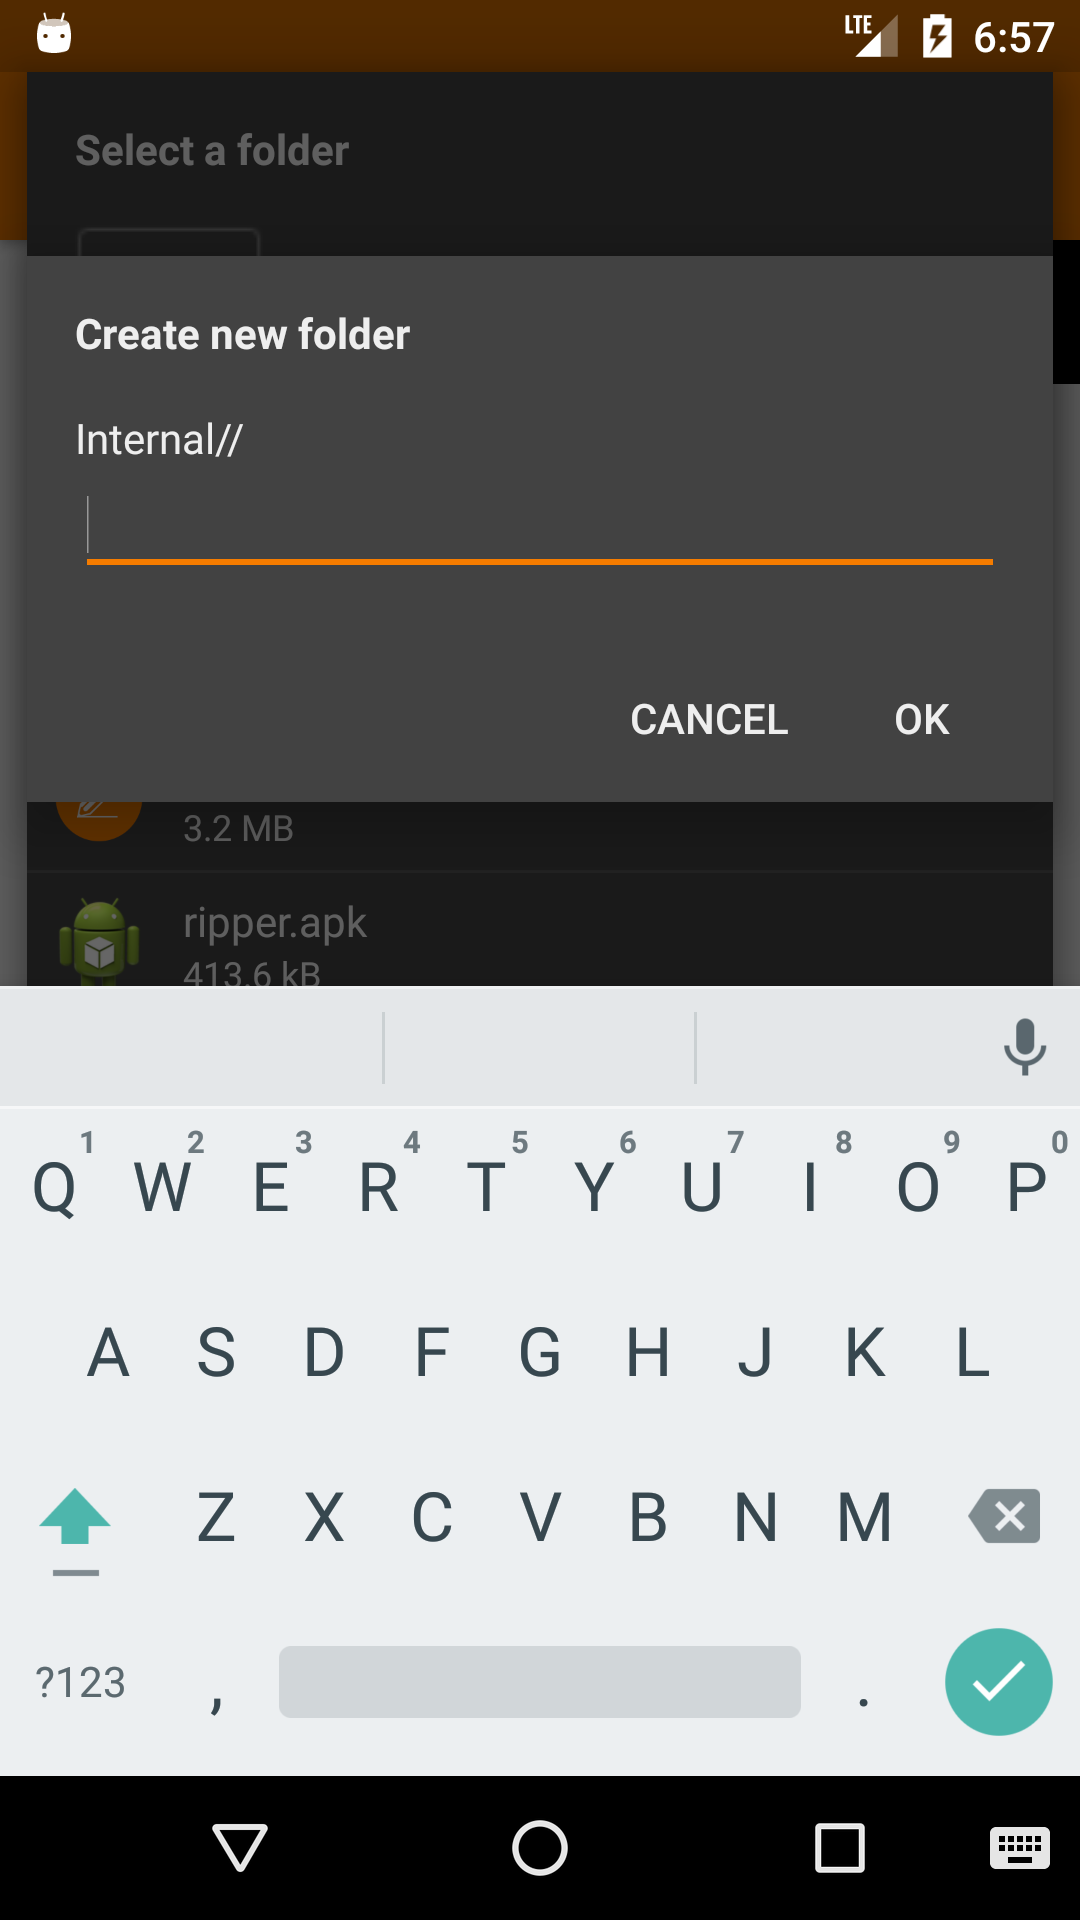 LTE 6:57
Select a folder
Create new folder
Internal//
CANCEL OK
3.2 MB
ripper.apk
413.6 kB
1 2 3 4 5 6 7 8 9 0
Q W E R T Y U I O P
A S D F G H J K L
Z X C V B N M
?123 , .